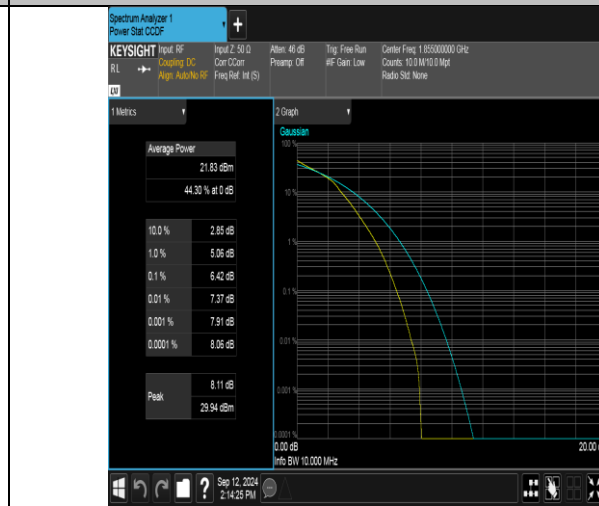 Spectrum Analyzer 1
Power Stat CCDF
+
KEYSIGHT Input: RF
RL
Coupling: DC
Align: Auto/No RF
Input Z: 50 Ω
Corr CCorr
Freq Ref: Int (S)
Atten: 46 dB
Preamp: Off
Trig: Free Run
#IF Gain: Low
Center Freq: 1.855000000 GHz
Counts: 10.0 M/10.0 Mpt
Radio Std: None
1 Metrics
Average Power
21.83 dBm
44.30 % at 0 dB
10.0 % 2.85 dB
1.0 % 5.06 dB
0.1 % 6.42 dB
0.01 % 7.37 dB
0.001 % 7.91 dB
0.0001 % 8.06 dB
Peak
8.11 dB
29.94 dBm
2 Graph
Gaussian
100 %
10 %
1 %
0.1 %
0.01 %
0.001 %
0.0001 %
0.00 dB
20.00
Info BW 10.000 MHz
?
Sep 12, 2024
2:14:25 PM